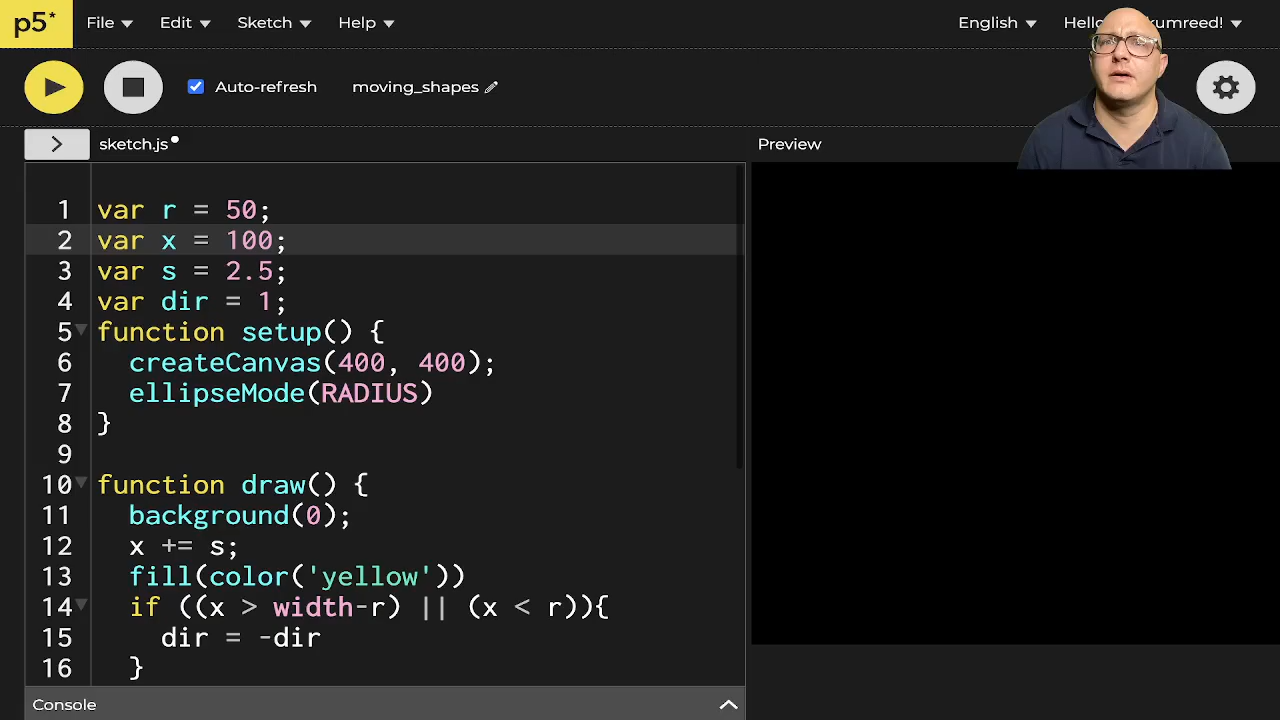 p5* File Edit Sketch Help English Hello, kumreed!
Auto-refresh moving_shapes
> sketch.js Preview
1 var r = 50;
2 var x = 100;
3 var s = 2.5;
4 var dir = 1;
5 function setup() {
6 createCanvas(400, 400);
7 ellipseMode(RADIUS)
8 }
9
10 function draw() {
11 background(0);
12 x += s;
13 fill(color('yellow'))
14 if ((x > width-r) || (x < r)){
15 dir = -dir
16 }
Console